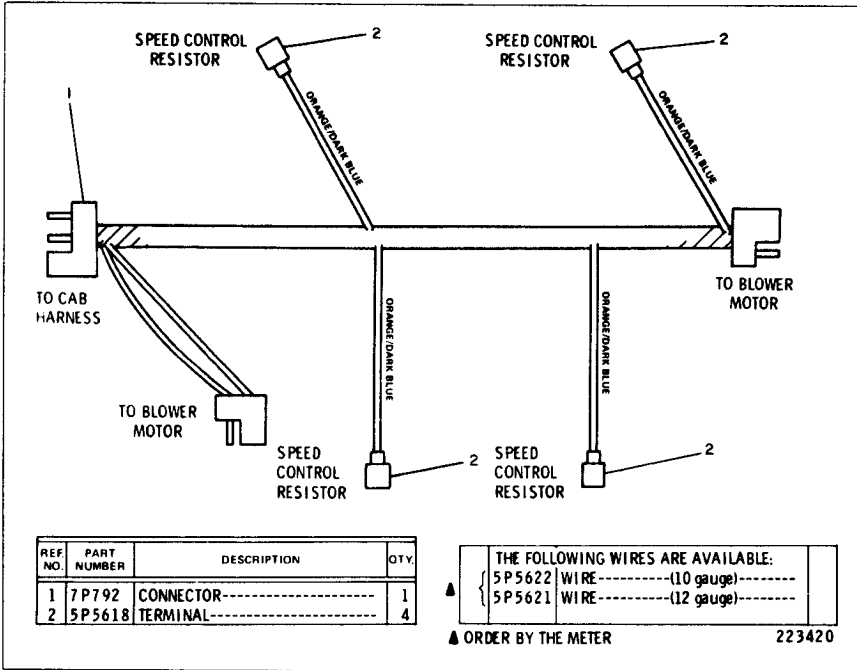 SPEED CONTROL
RESISTOR
2
SPEED CONTROL
RESISTOR
2
1
ORANGE/DARK BLUE
ORANGE/DARK BLUE
TO CAB
HARNESS
TO BLOWER
MOTOR
ORANGE/DARK BLUE
ORANGE/DARK BLUE
TO BLOWER
MOTOR
SPEED
CONTROL
RESISTOR
2
SPEED
CONTROL
RESISTOR
2
REF. NO. PART NUMBER DESCRIPTION QTY.
1 7P792 CONNECTOR 1
2 5P5618 TERMINAL 4
THE FOLLOWING WIRES ARE AVAILABLE:
5P5622 WIRE---------(10 gauge)-------
5P5621 WIRE---------(12 gauge)-------
▲ ORDER BY THE METER
223420